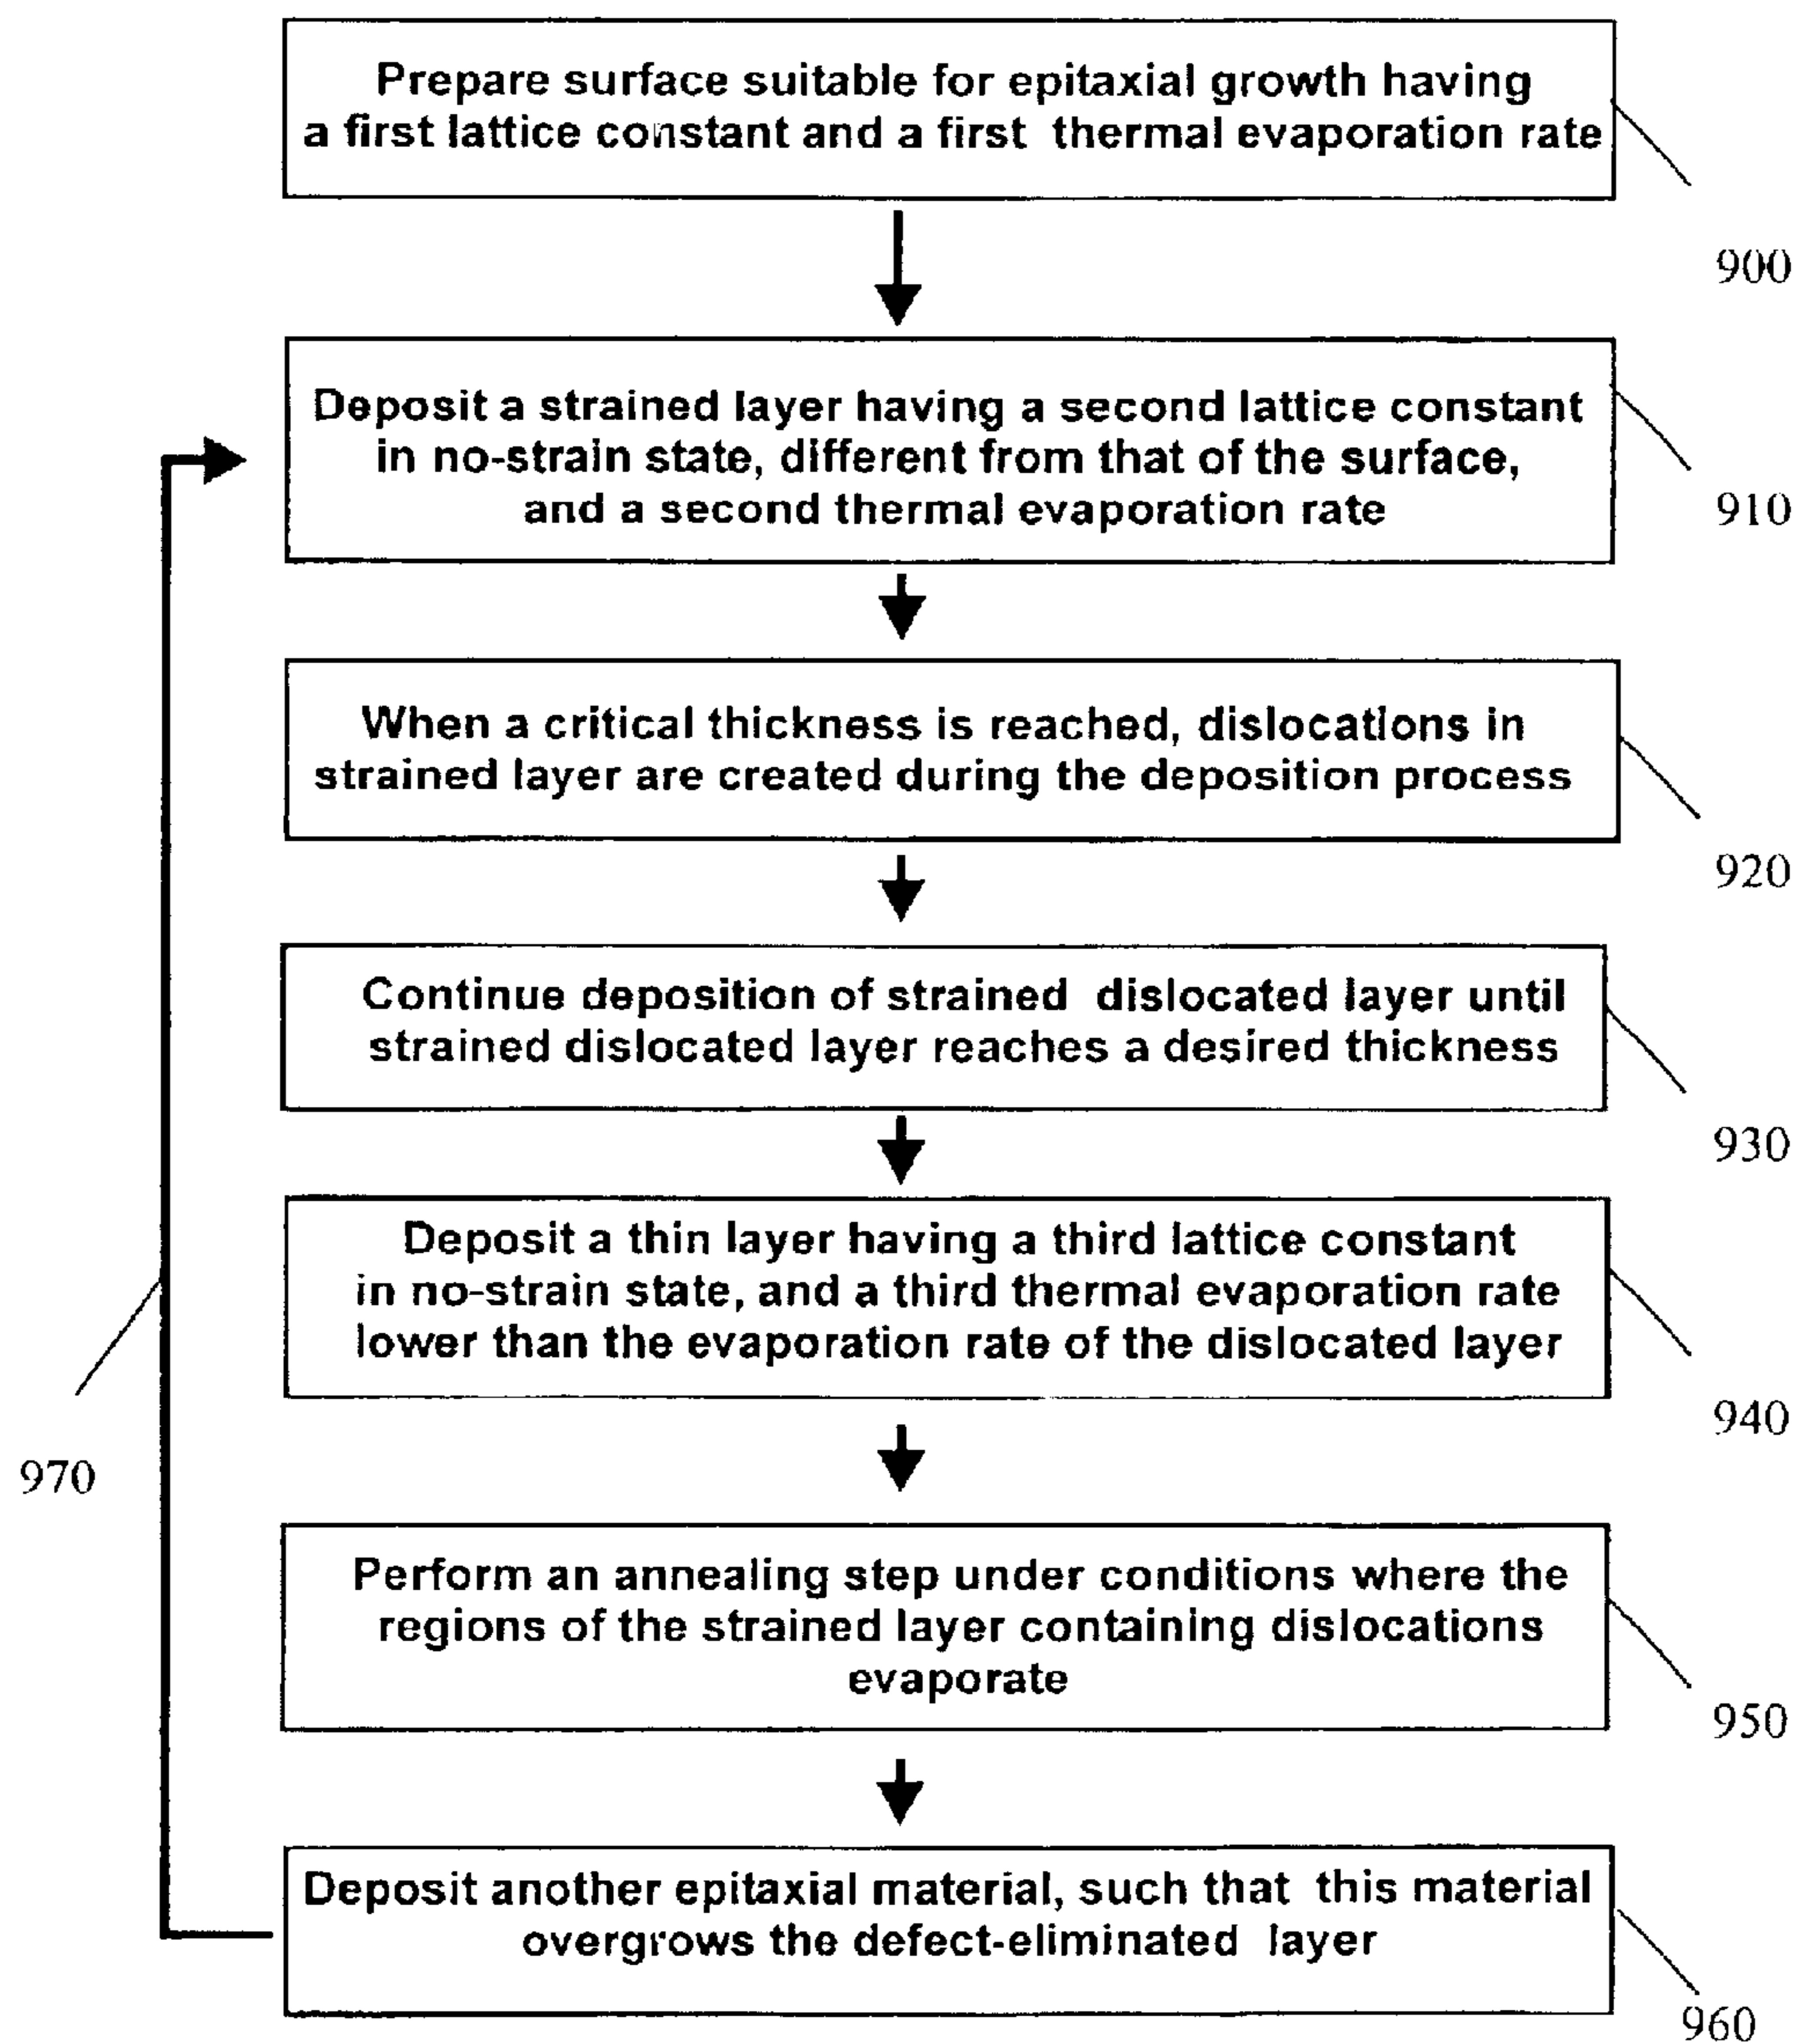 Prepare surface suitable for epitaxial growth having
a first lattice constant and a first thermal evaporation rate
900
Deposit a strained layer having a second lattice constant
in no-strain state, different from that of the surface,
and a second thermal evaporation rate
910
When a critical thickness is reached, dislocations in
strained layer are created during the deposition process
920
Continue deposition of strained dislocated layer until
strained dislocated layer reaches a desired thickness
930
Deposit a thin layer having a third lattice constant
in no-strain state, and a third thermal evaporation rate
lower than the evaporation rate of the dislocated layer
940
970
Perform an annealing step under conditions where the
regions of the strained layer containing dislocations
evaporate
950
Deposit another epitaxial material, such that this material
overgrows the defect-eliminated layer
960